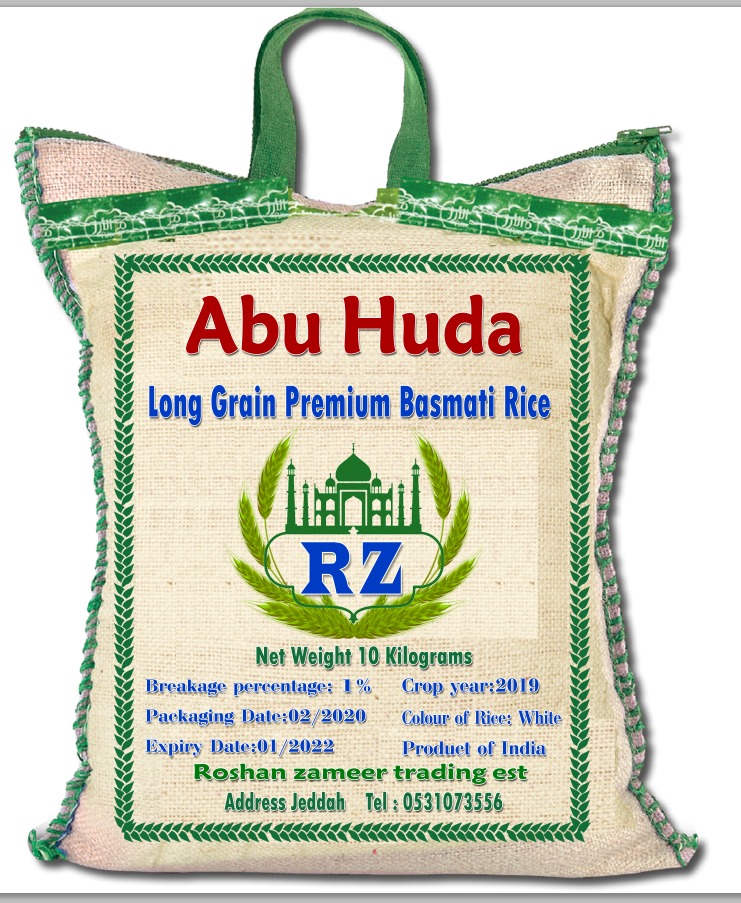 Abu Huda
Long Grain Premium Basmati Rice
RZ
Net Weight 10 Kilograms
Breakage percentage: 1% Crop year:2019
Packaging Date:02/2020 Colour of Rice: White
Expiry Date:01/2022 Product of India
Roshan zameer trading est
Address Jeddah Tel : 0531073556